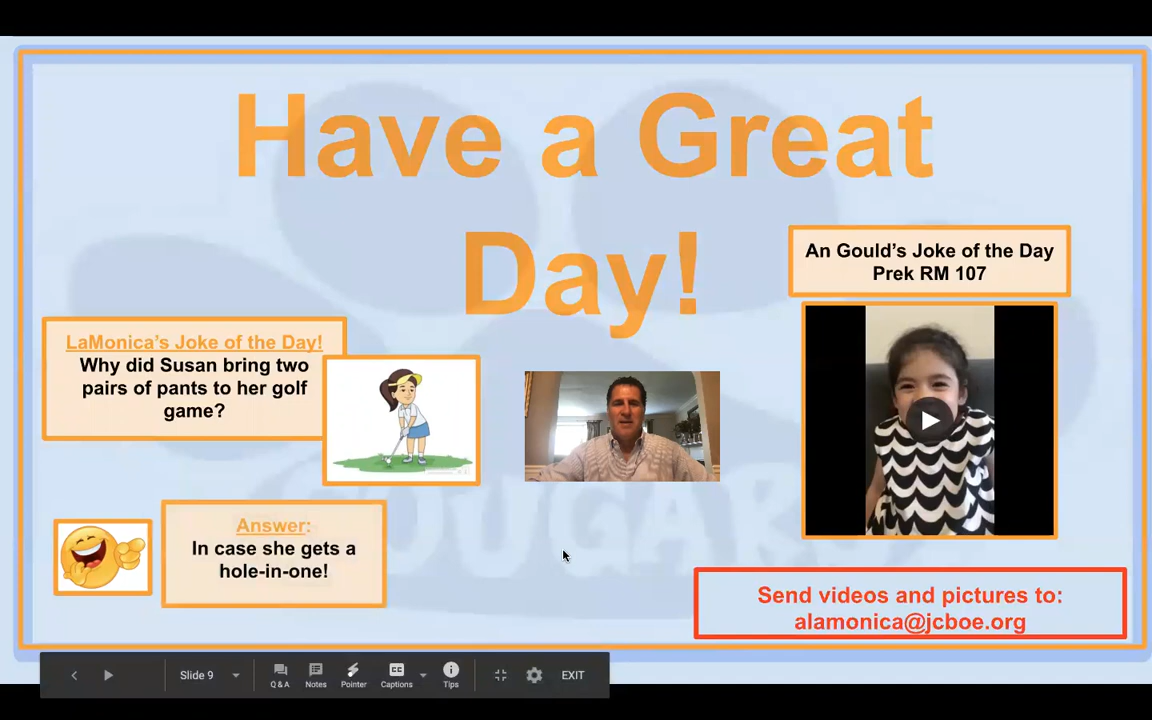 Have a Great
Day!
An Gould's Joke of the Day
Prek RM 107
LaMonica's Joke of the Day!
Why did Susan bring two
pairs of pants to her golf
game?
Answer:
In case she gets a
hole-in-one!
COUGARS
Send videos and pictures to:
alamonica@jcboe.org
Slide 9
Q & A
Notes
Pointer
CC
Captions
Tips
EXIT